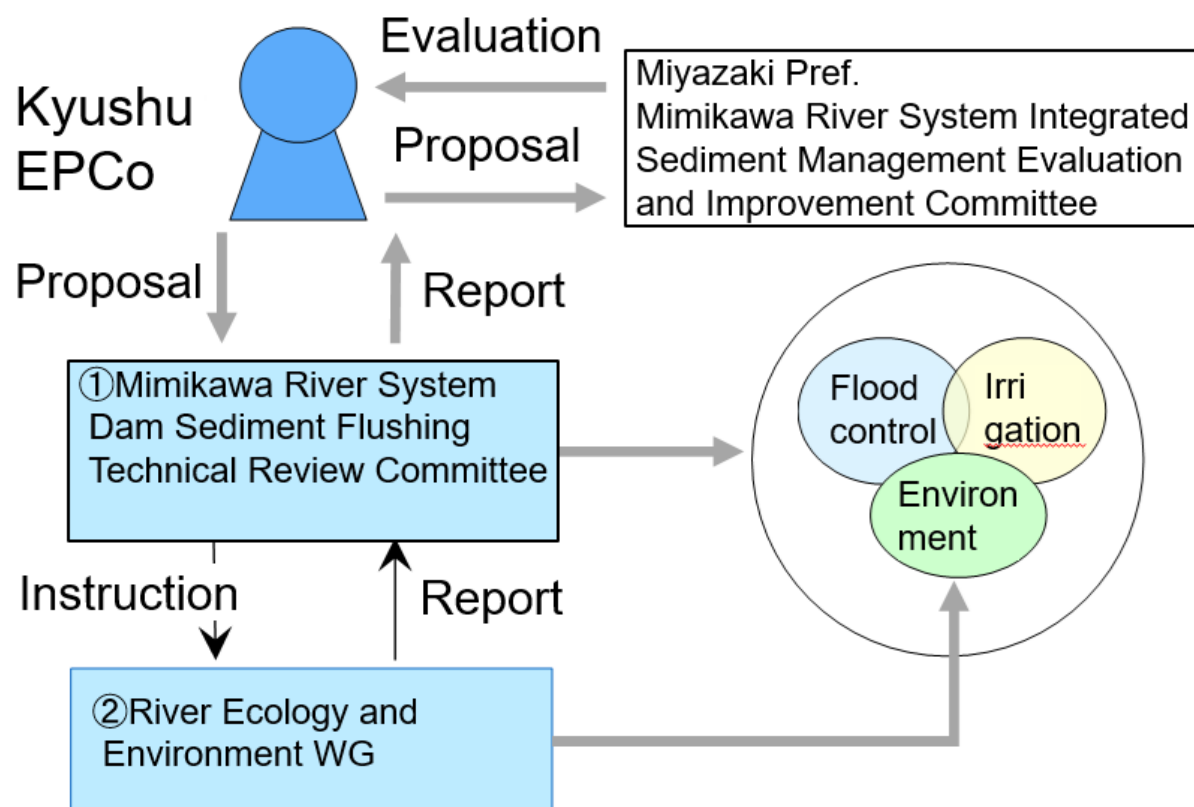 Evaluation
Kyushu
EPCo
Miyazaki Pref.
Mimikawa River System Integrated
Sediment Management Evaluation
and Improvement Committee
Proposal
Proposal
Report
①Mimikawa River System
Dam Sediment Flushing
Technical Review Committee
Flood
control
Irri
gation
Environ
ment
Instruction
Report
②River Ecology and
Environment WG